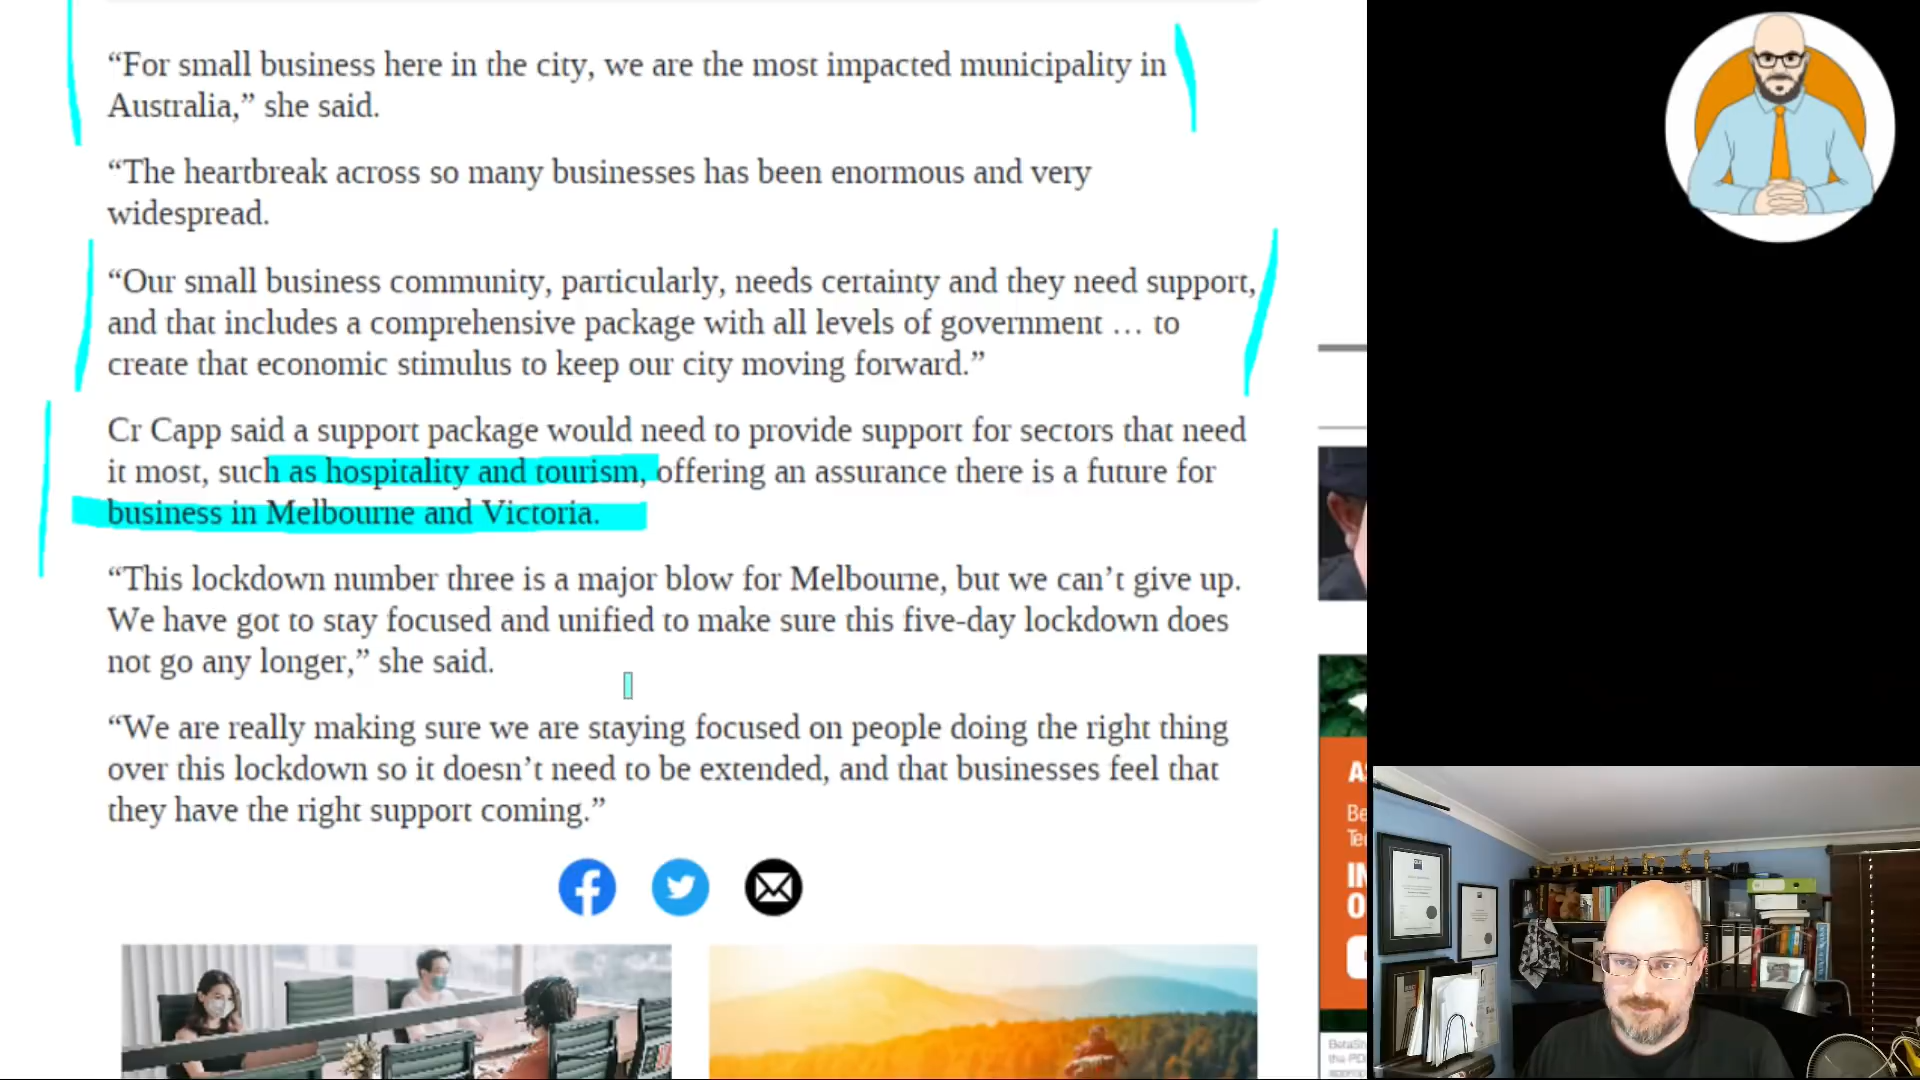 “For small business here in the city, we are the most impacted municipality in
Australia,” she said.
“The heartbreak across so many businesses has been enormous and very
widespread.
“Our small business community, particularly, needs certainty and they need support,
and that includes a comprehensive package with all levels of government … to
create that economic stimulus to keep our city moving forward.”
Cr Capp said a support package would need to provide support for sectors that need
it most, such as hospitality and tourism, offering an assurance there is a future for
business in Melbourne and Victoria.
“This lockdown number three is a major blow for Melbourne, but we can’t give up.
We have got to stay focused and unified to make sure this five-day lockdown does
not go any longer,” she said.
“We are really making sure we are staying focused on people doing the right thing
over this lockdown so it doesn’t need to be extended, and that businesses feel that
they have the right support coming.”